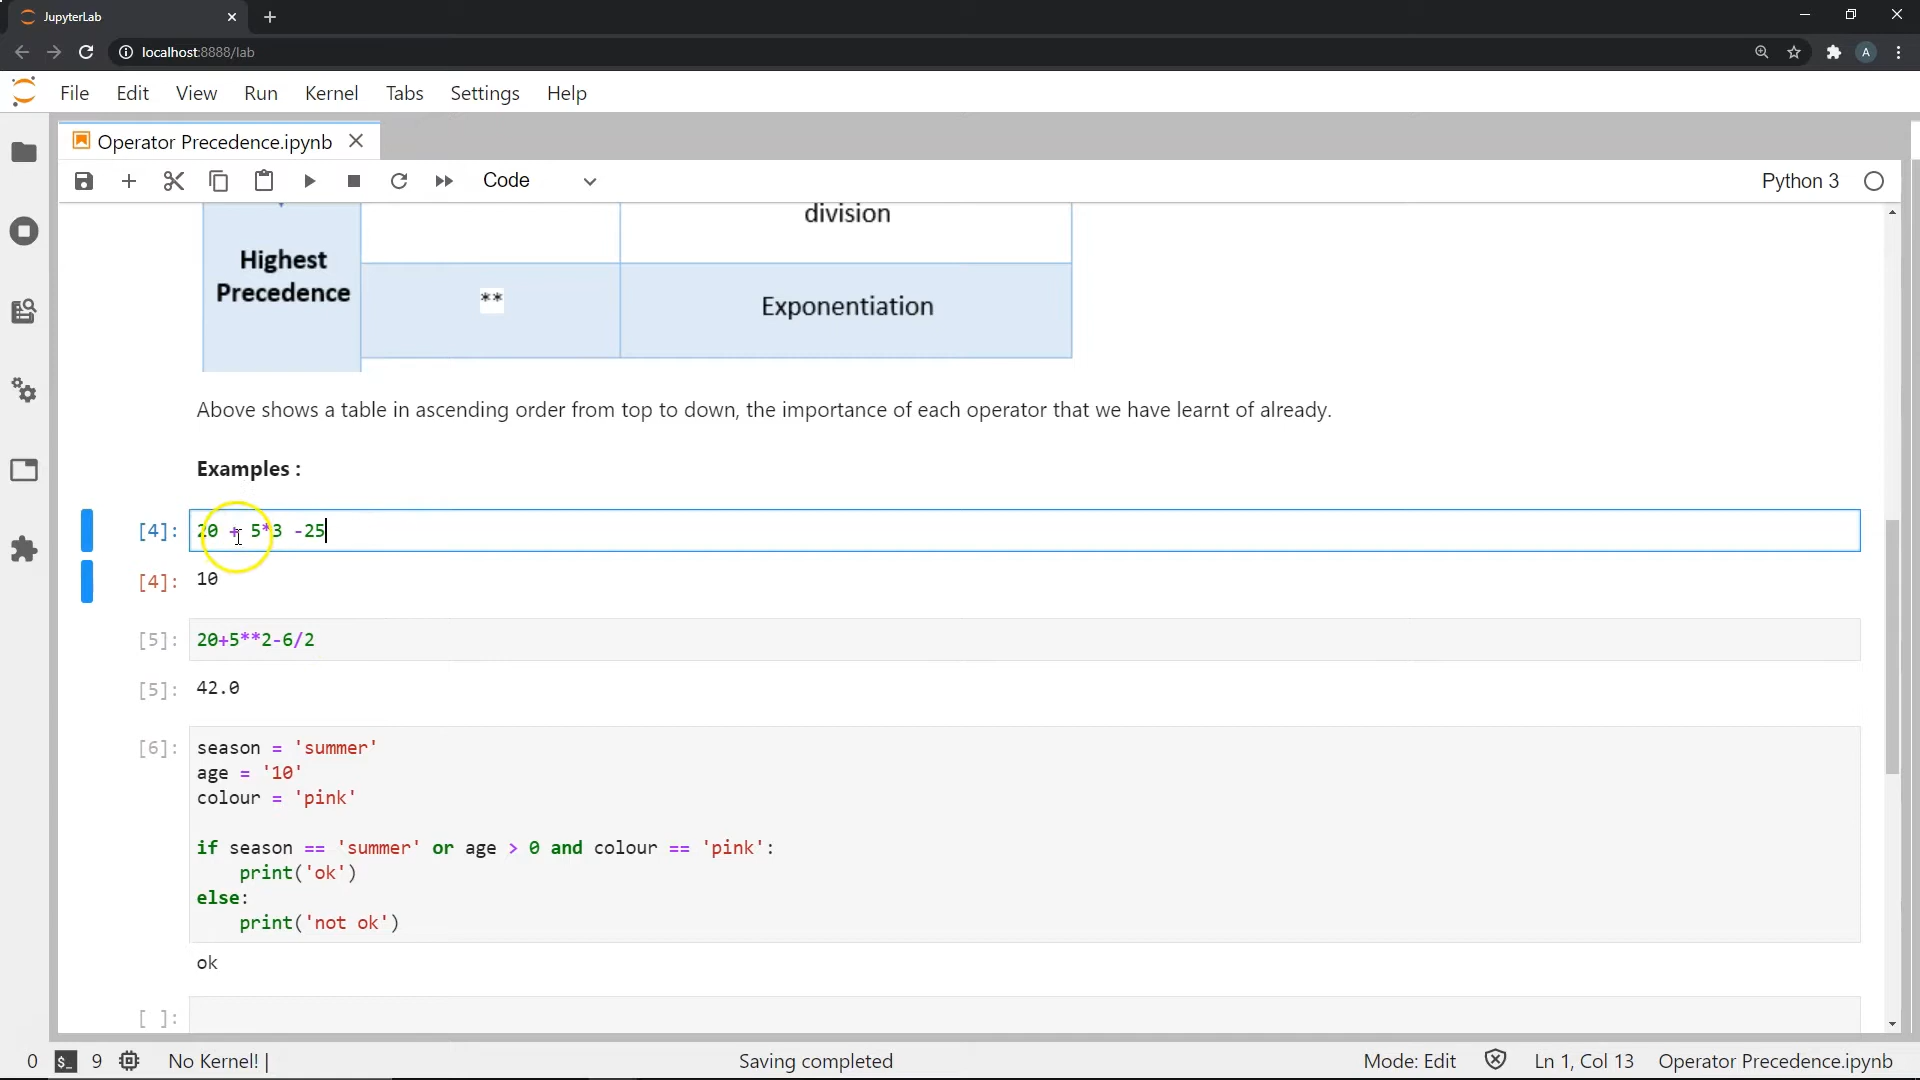 JupyterLab
localhost:8888/lab
A
File Edit View Run Kernel Tabs Settings Help
Operator Precedence.ipynb
Code
Python 3
division
Highest
Precedence
**
Exponentiation
Above shows a table in ascending order from top to down, the importance of each operator that we have learnt of already.
Examples :
[4]: 20 + 5*3 -25
[4]: 10
[5]: 20+5**2-6/2
[5]: 42.0
[6]: season = 'summer'
age = '10'
colour = 'pink'
if season == 'summer' or age > 0 and colour == 'pink':
    print('ok')
else:
    print('not ok')
ok
[ ]:
0 $_ 9 No Kernel! | Saving completed Mode: Edit Ln 1, Col 13 Operator Precedence.ipynb